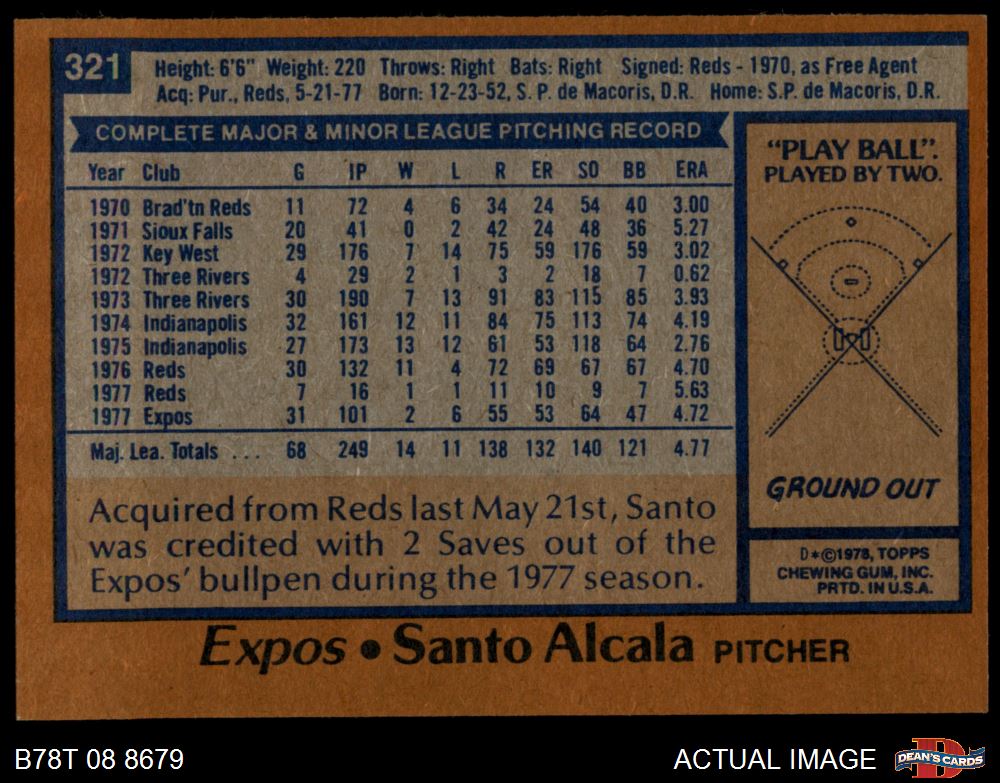 321
Height: 6'6" Weight: 220 Throws: Right Bats: Right Signed: Reds - 1970, as Free Agent
Acq: Pur., Reds, 5-21-77 Born: 12-23-52, S. P. de Macoris, D.R. Home: S.P. de Macoris, D.R.
COMPLETE MAJOR & MINOR LEAGUE PITCHING RECORD
Year Club G IP W L R ER SO BB ERA
1970 Brad'tn Reds 11 72 4 6 34 24 54 40 3.00
1971 Sioux Falls 20 41 0 2 42 24 48 36 5.27
1972 Key West 29 176 7 14 75 59 176 59 3.02
1972 Three Rivers 4 29 2 1 3 2 18 7 0.62
1973 Three Rivers 30 190 7 13 91 83 115 85 3.93
1974 Indianapolis 32 161 12 11 84 75 113 74 4.19
1975 Indianapolis 27 173 13 12 61 53 118 64 2.76
1976 Reds 30 132 11 4 72 69 67 67 4.70
1977 Reds 7 16 1 1 11 10 9 7 5.63
1977 Expos 31 101 2 6 55 53 64 47 4.72
Maj. Lea. Totals ... 68 249 14 11 138 132 140 121 4.77
Acquired from Reds last May 21st, Santo
was credited with 2 Saves out of the
Expos' bullpen during the 1977 season.
"PLAY BALL".
PLAYED BY TWO.
GROUND OUT
D*©1978, TOPPS
CHEWING GUM, INC.
PRTD. IN U.S.A.
Expos • Santo Alcala PITCHER
B78T 08 8679
ACTUAL IMAGE
D
DEAN'S CARDS